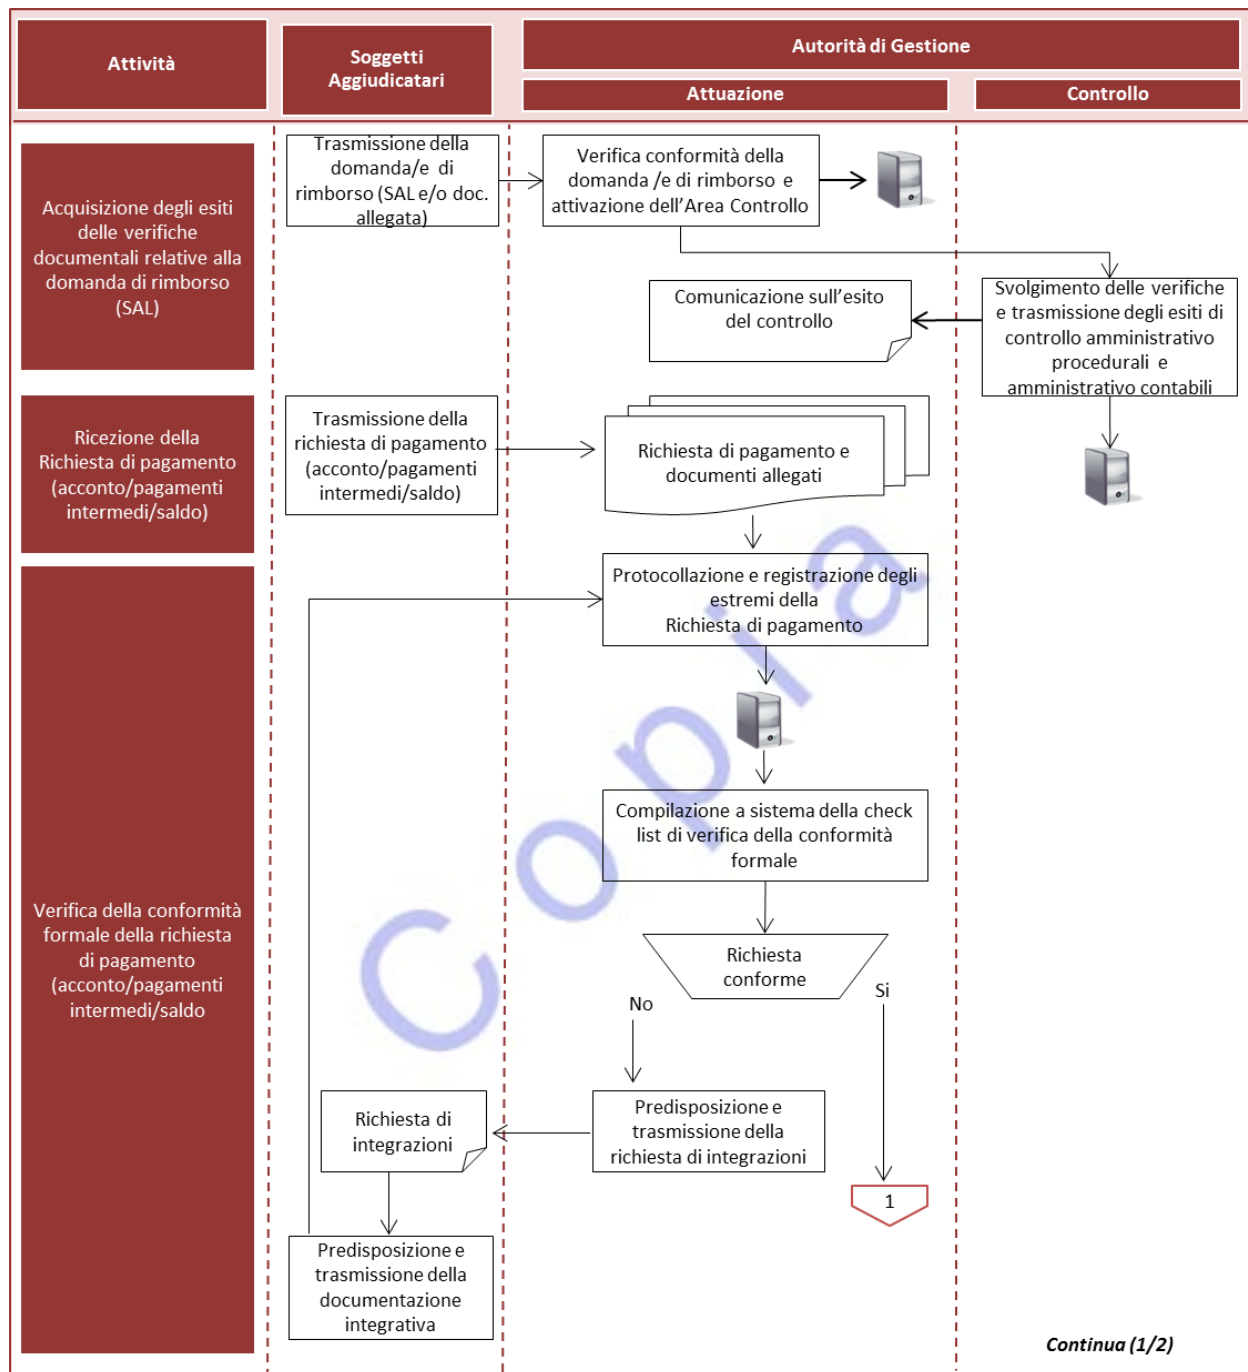 Attività
Soggetti
Aggiudicatari
Autorità di Gestione
Attuazione
Controllo
Acquisizione degli esiti
delle verifiche
documentali relative alla
domanda di rimborso
(SAL)
Trasmissione della
domanda/e di
rimborso (SAL e/o doc.
allegata)
Verifica conformità della
domanda /e di rimborso e
attivazione dell'Area Controllo
Comunicazione sull'esito
del controllo
Svolgimento delle verifiche
e trasmissione degli esiti di
controllo amministrativo
procedurali e
amministrativo contabili
Ricezione della
Richiesta di pagamento
(acconto/pagamenti
intermedi/saldo)
Trasmissione della
richiesta di pagamento
(acconto/pagamenti
intermedi/saldo)
Richiesta di pagamento e
documenti allegati
Verifica della conformità
formale della richiesta
di pagamento
(acconto/pagamenti
intermedi/saldo
Protocollazione e registrazione degli
estremi della
Richiesta di pagamento
Compilazione a sistema della check
list di verifica della conformità
formale
Richiesta
conforme
No
Si
Predisposizione e
trasmissione della
richiesta di integrazioni
Richiesta di
integrazioni
1
Predisposizione e
trasmissione della
documentazione
integrativa
Continua (1/2)
Copia